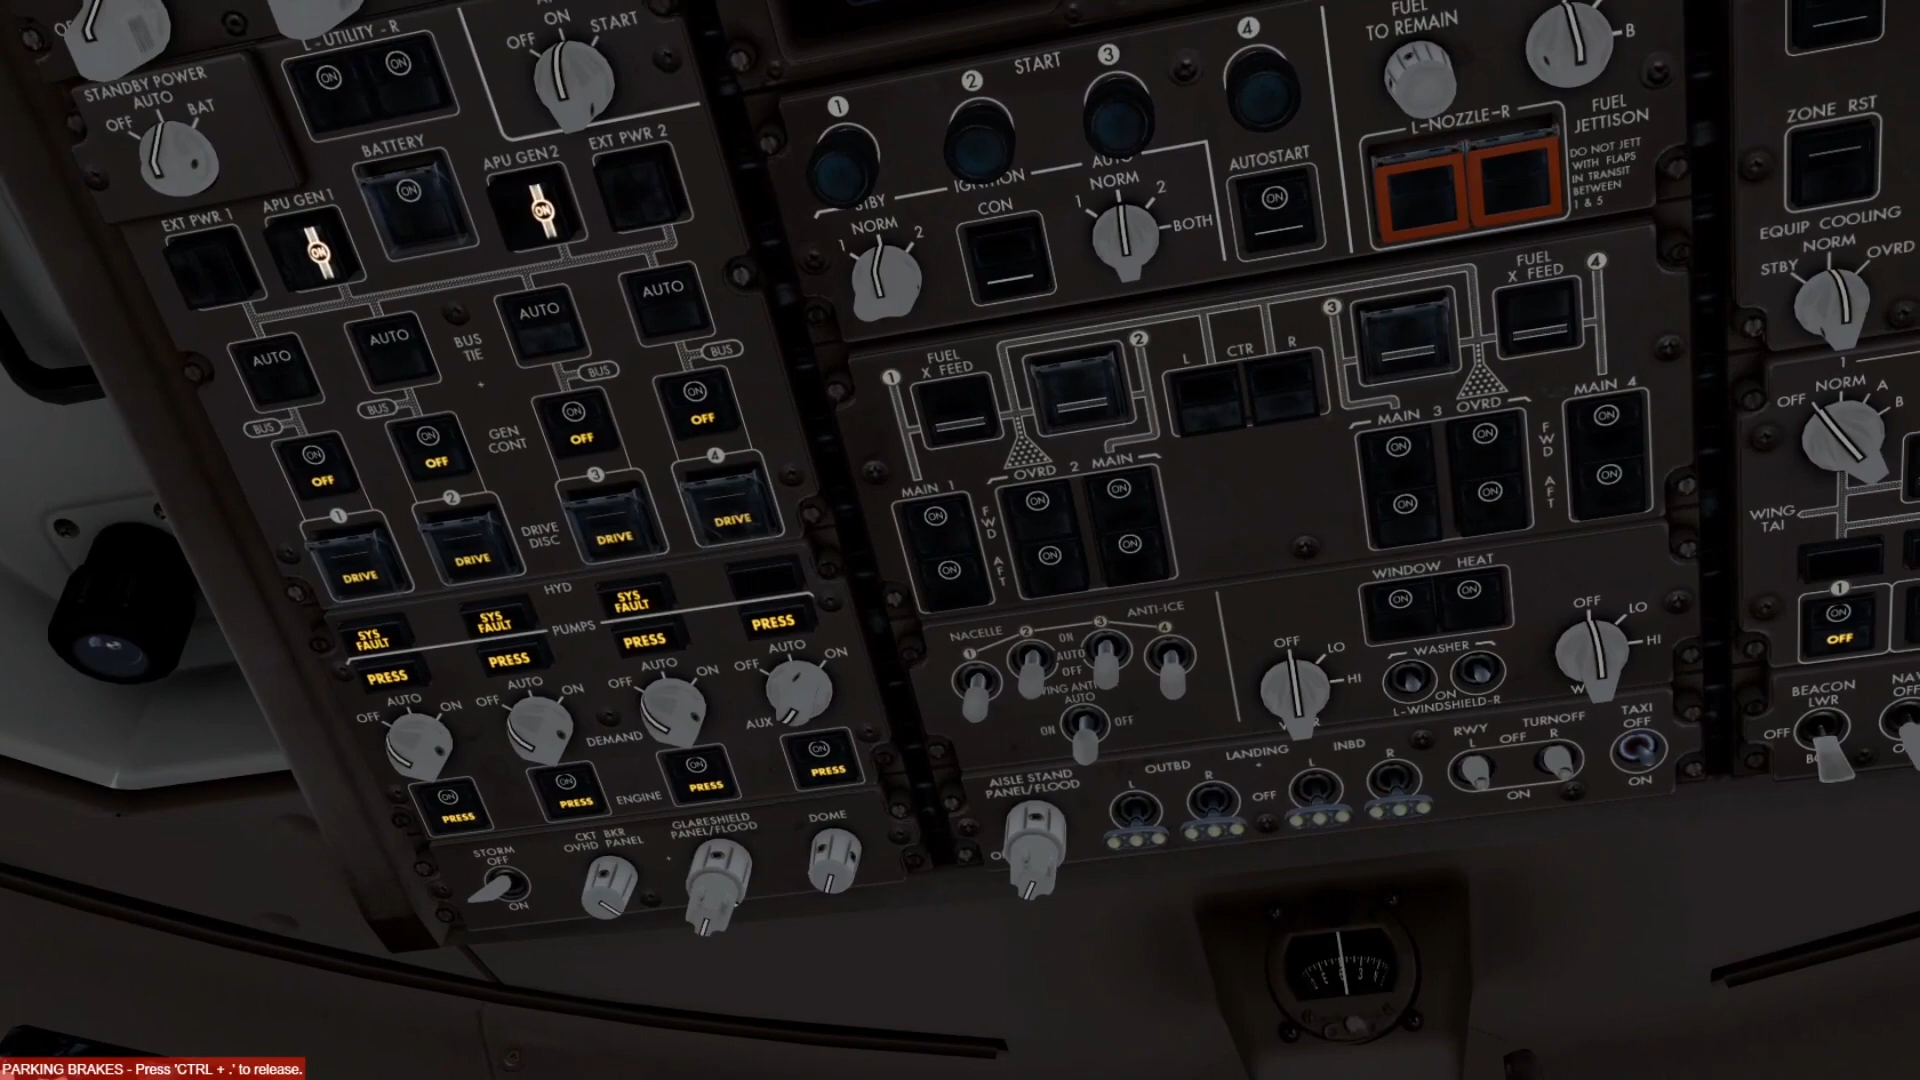 L - UTILITY - R
ON
ON
OFF
ON
START
STANDBY POWER
OFF
AUTO
BAT
EXT PWR 1
APU GEN 1
ON
BATTERY
ON
APU GEN 2
ON
EXT PWR 2
AUTO
AUTO
BUS TIE
AUTO
AUTO
BUS
BUS
BUS
BUS
ON
OFF
ON
OFF
GEN CONT
ON
OFF
ON
OFF
1
DRIVE
2
DRIVE
DRIVE DISC
3
DRIVE
4
DRIVE
HYD
SYS FAULT
SYS FAULT
SYS FAULT
PUMPS
PRESS
PRESS
PRESS
PRESS
OFF
AUTO
ON
OFF
AUTO
ON
DEMAND
OFF
AUTO
ON
AUX
OFF
AUTO
ON
ON
PRESS
ON
PRESS
ENGINE
ON
PRESS
ON
PRESS
STORM
OFF
ON
CKT BKR
OVHD PANEL
GLARESHIELD
PANEL/FLOOD
DOME
START
1
2
3
4
IGNITION
NORM
1
2
CON
AUTO
NORM
1
2
BOTH
AUTOSTART
ON
FUEL
TO REMAIN
B
L-NOZZLE-R
FUEL
JETTISON
DO NOT JETT
WITH FLAPS
IN TRANSIT
BETWEEN
1 & 5
1
FUEL
X FEED
2
L
CTR
R
3
FUEL
X FEED
4
MAIN 1
OVRD 2 MAIN
MAIN 3 OVRD
MAIN 4
FWD
AFT
FWD
AFT
ON
ON
ON
ON
ON
ON
ON
ON
ON
ON
ON
ON
NACELLE
ANTI-ICE
1
2
3
4
ON
AUTO
OFF
AUTO
ON
OFF
WINDOW HEAT
ON
ON
OFF
LO
HI
WASHER
ON
L-WINDSHIELD-R
OFF
LO
HI
AISLE STAND
PANEL/FLOOD
OUTBD
LANDING
INBD
L
R
OFF
L
R
RWY
TURNOFF
L
OFF
R
ON
TAXI
OFF
ON
ZONE RST
EQUIP COOLING
STBY
NORM
OVRD
1
OFF
NORM
A
B
WING
TAI
1
ON
OFF
BEACON
LWR
OFF
PARKING BRAKES - Press 'CTRL + .' to release.